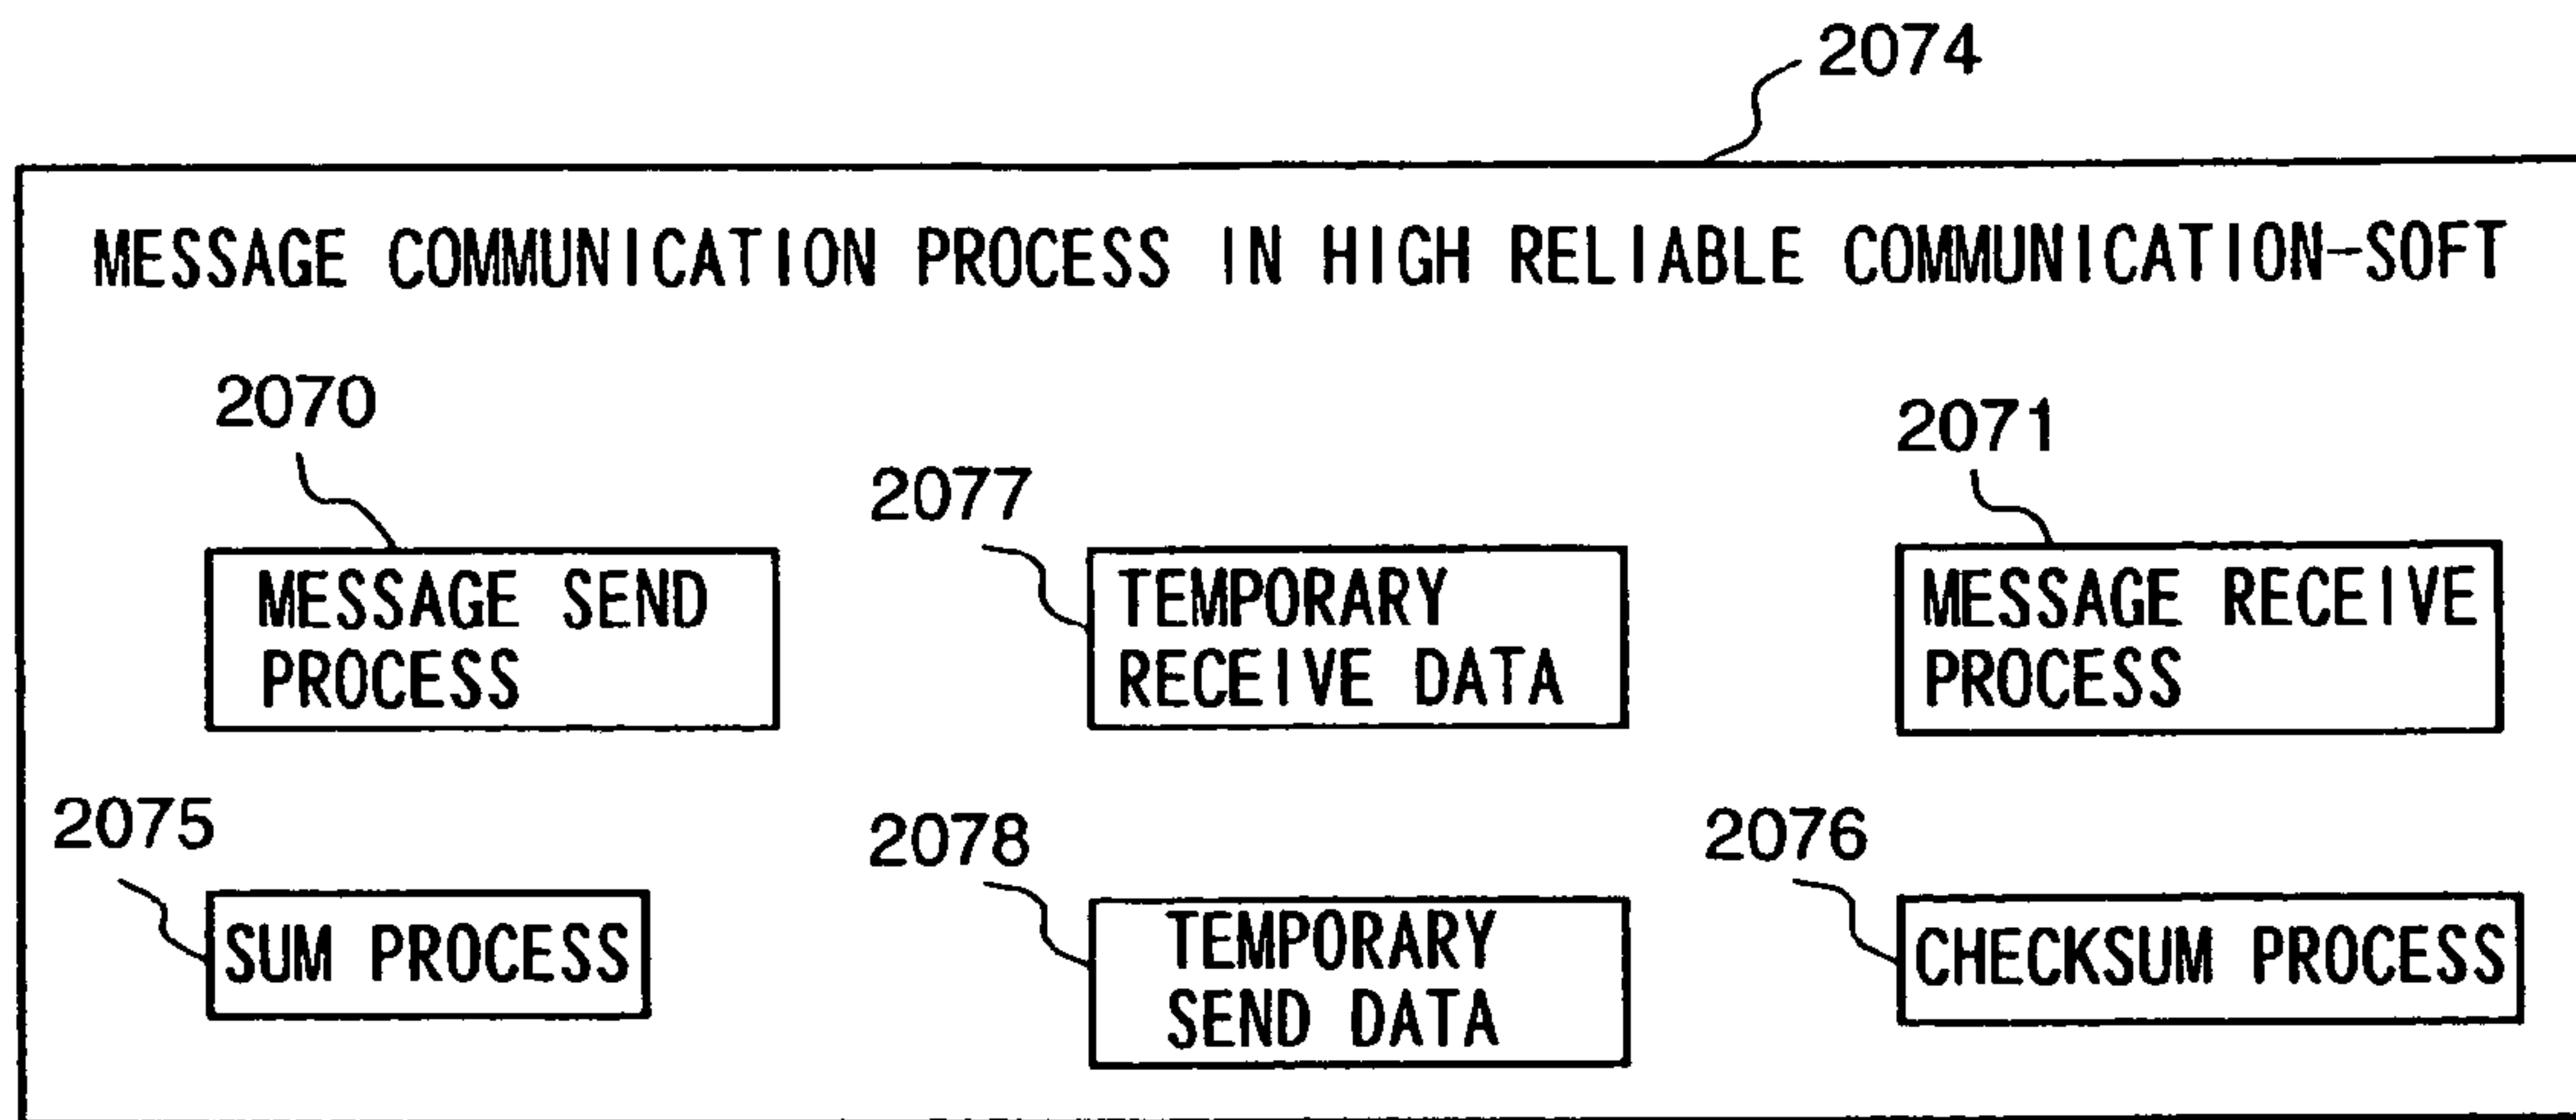 2074
MESSAGE COMMUNICATION PROCESS IN HIGH RELIABLE COMMUNICATION-SOFT
2070
2077
2071
MESSAGE SEND
PROCESS
TEMPORARY
RECEIVE DATA
MESSAGE RECEIVE
PROCESS
2075
2078
2076
SUM PROCESS
TEMPORARY
SEND DATA
CHECKSUM PROCESS